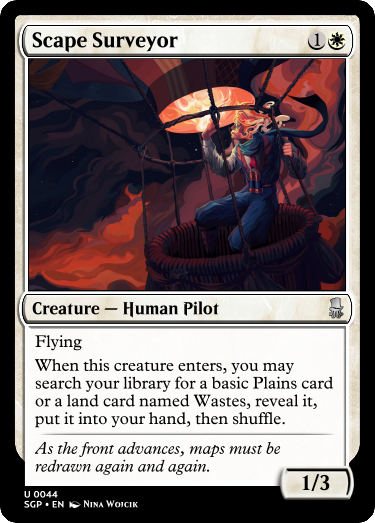 Scape Surveyor 1
Creature — Human Pilot
Flying
When this creature enters, you may
search your library for a basic Plains card
or a land card named Wastes, reveal it,
put it into your hand, then shuffle.
As the front advances, maps must be
redrawn again and again.
1/3
U 0044
SGP • EN Nina Wojcik